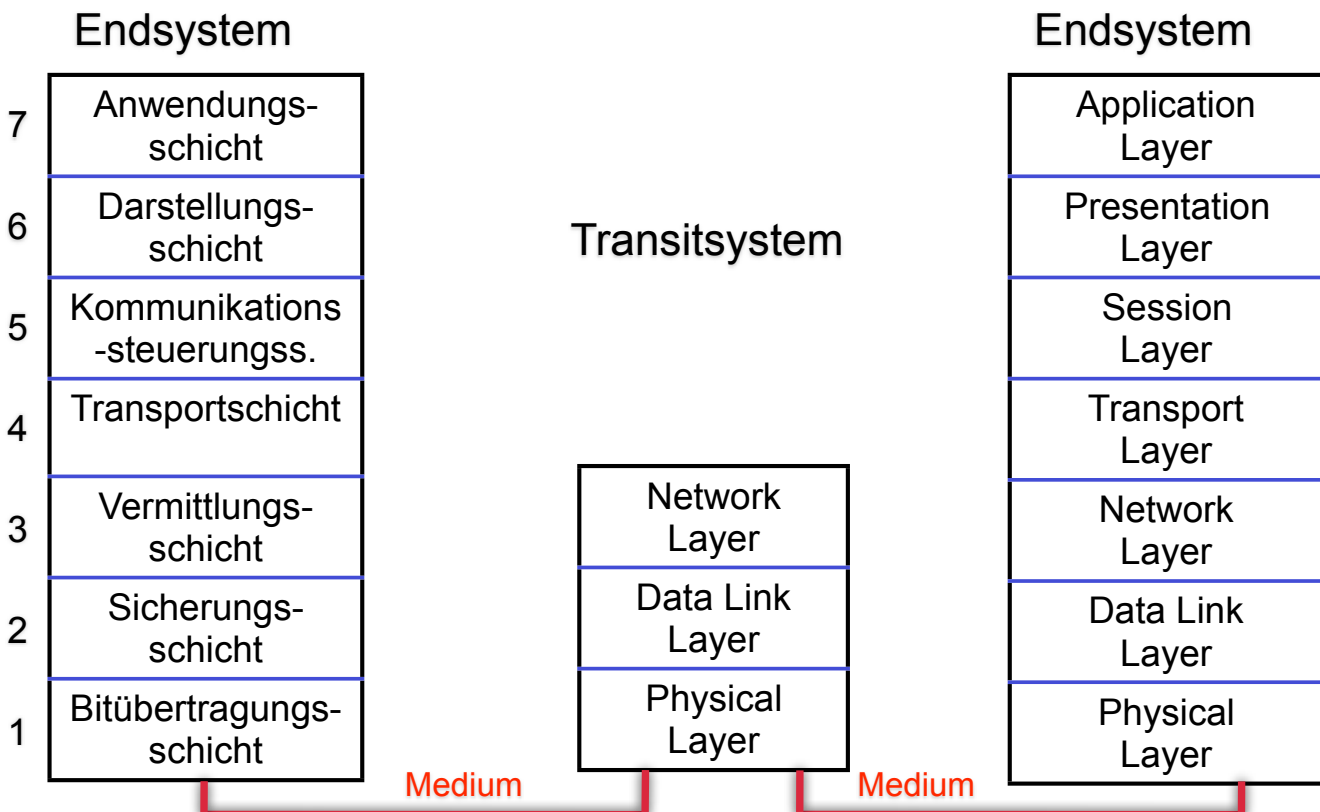 Endsystem
Endsystem
7
Anwendungs-
schicht
Application
Layer
6
Darstellungs-
schicht
Transitsystem
Presentation
Layer
5
Kommunikations
-steuerungss.
Session
Layer
4
Transportschicht
Transport
Layer
3
Vermittlungs-
schicht
Network
Layer
Network
Layer
2
Sicherungs-
schicht
Data Link
Layer
Data Link
Layer
1
Bitübertragungs-
schicht
Physical
Layer
Physical
Layer
Medium
Medium